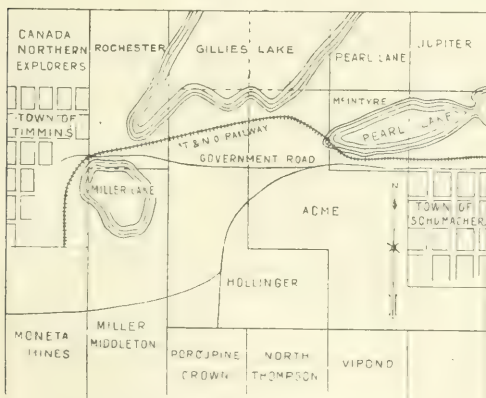 CANADA
NORTHERN
EXPLORERS
ROCHESTER
GILLIES LAKE
PEARL LANE
JUPITER
TOWN OF
TIMMINS
McINTYRE
PEARL LAKE
T & N O RAILWAY
GOVERNMENT ROAD
MILLER LAKE
N
ACME
TOWN OF
SCHUMACHER
HOLLINGER
MONETA
MINES
MILLER
MIDDLETON
PORCUPINE
CROWN
NORTH
THOMPSON
VIPOND